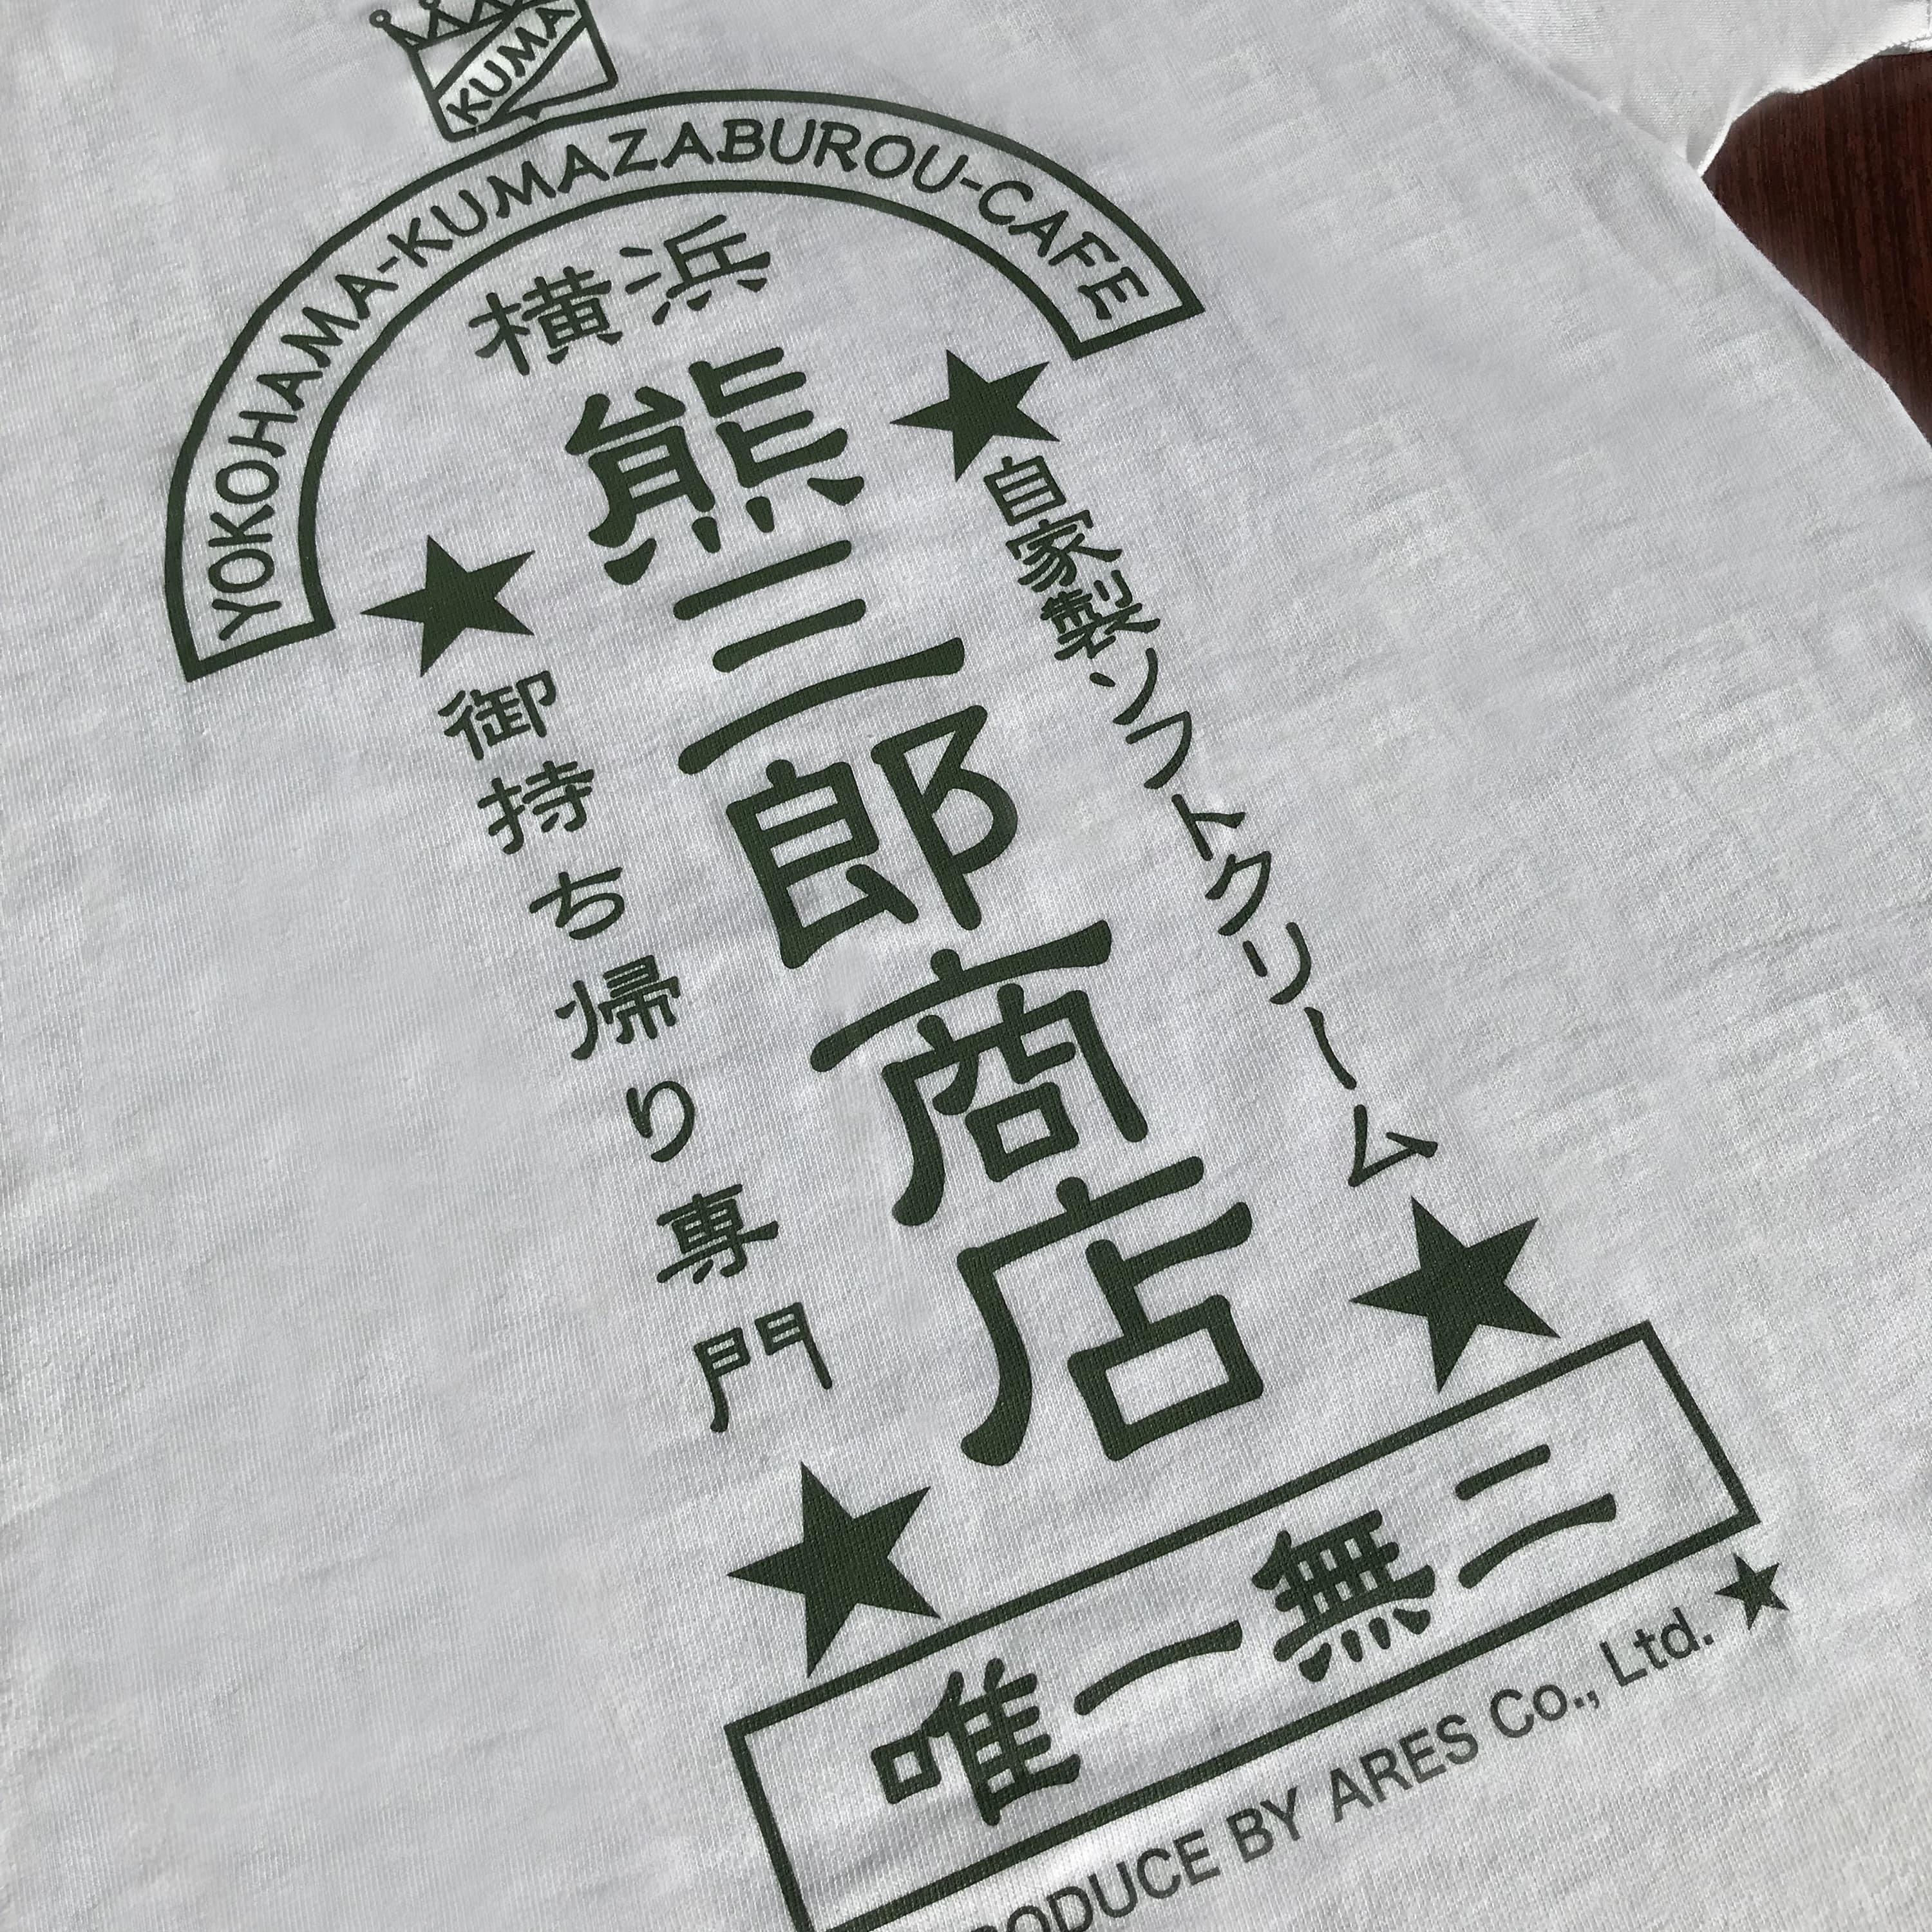 KUMA
YOKOHAMA-KUMAZABUROU-CAFE
横浜
熊三郎商店
自家製ソフトクリーム
御持ち帰り専門
唯一無二
PRODUCE BY ARES Co., Ltd.